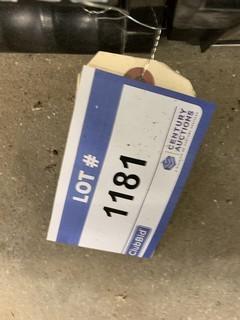 LOT #
1181
CENTURY
AUCTIONS
ClubBid